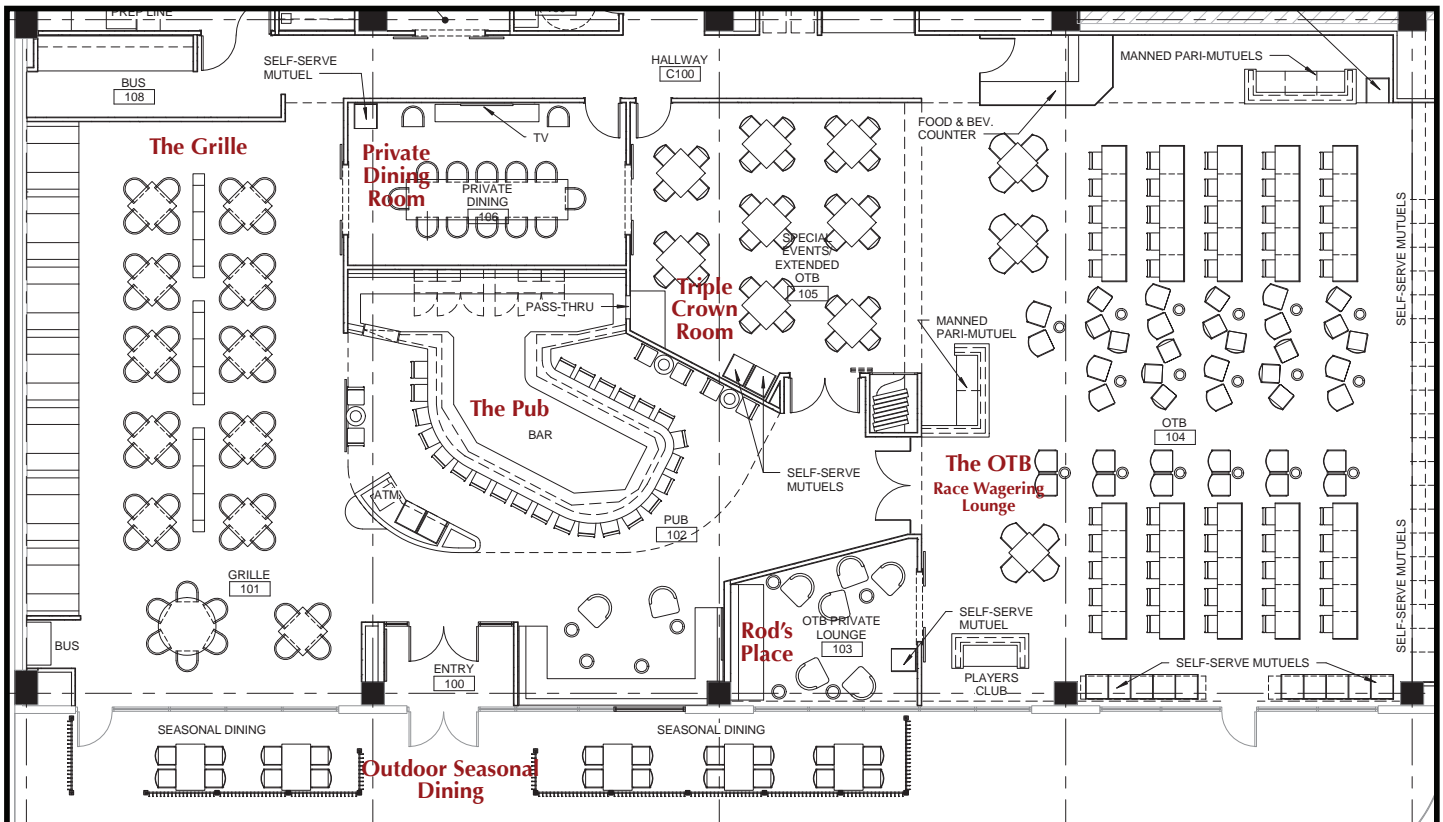 PREP LINE
BUS
108
SELF-SERVE
MUTUEL
HALLWAY
C100
MANNED PARI-MUTUELS
FOOD & BEV.
COUNTER
The Grille
Private
Dining
Room
TV
PRIVATE
DINING
106
SPECIAL
EVENTS/
EXTENDED
OTB
105
Triple
Crown
Room
PASS-THRU
MANNED
PARI-MUTUEL
SELF-SERVE MUTUELS
The Pub
BAR
OTB
104
The OTB
Race Wagering
Lounge
SELF-SERVE
MUTUELS
ATM
PUB
102
SELF-SERVE MUTUELS
GRILLE
101
BUS
ENTRY
100
Rod's
Place
OTB PRIVATE
LOUNGE
103
SELF-SERVE
MUTUEL
PLAYERS
CLUB
SELF-SERVE MUTUELS
SEASONAL DINING
SEASONAL DINING
Outdoor Seasonal
Dining